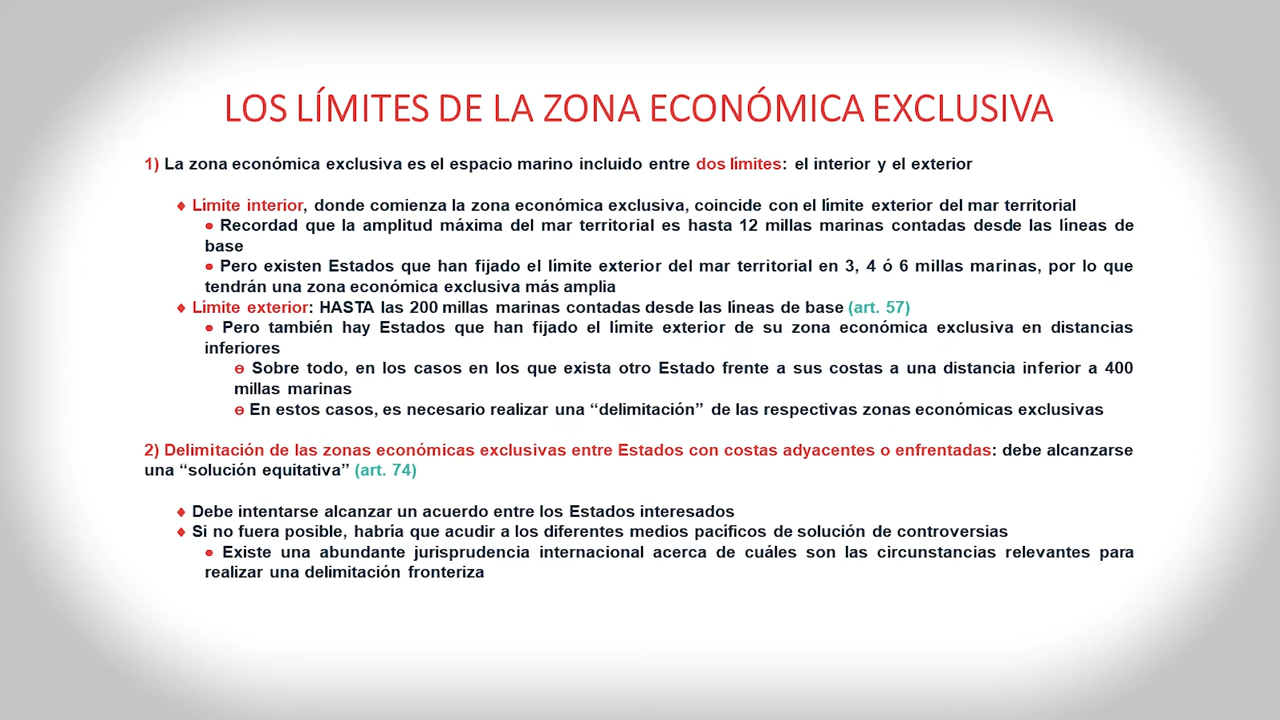 LOS LÍMITES DE LA ZONA ECONÓMICA EXCLUSIVA
1) La zona económica exclusiva es el espacio marino incluido entre dos límites: el interior y el exterior
♦ Límite interior, donde comienza la zona económica exclusiva, coincide con el límite exterior del mar territorial
● Recordad que la amplitud máxima del mar territorial es hasta 12 millas marinas contadas desde las líneas de
base
● Pero existen Estados que han fijado el límite exterior del mar territorial en 3, 4 ó 6 millas marinas, por lo que
tendrán una zona económica exclusiva más amplia
♦ Límite exterior: HASTA las 200 millas marinas contadas desde las líneas de base (art. 57)
● Pero también hay Estados que han fijado el límite exterior de su zona económica exclusiva en distancias
inferiores
⊖ Sobre todo, en los casos en los que exista otro Estado frente a sus costas a una distancia inferior a 400
millas marinas
⊖ En estos casos, es necesario realizar una “delimitación” de las respectivas zonas económicas exclusivas
2) Delimitación de las zonas económicas exclusivas entre Estados con costas adyacentes o enfrentadas: debe alcanzarse
una “solución equitativa” (art. 74)
♦ Debe intentarse alcanzar un acuerdo entre los Estados interesados
♦ Si no fuera posible, habría que acudir a los diferentes medios pacíficos de solución de controversias
● Existe una abundante jurisprudencia internacional acerca de cuáles son las circunstancias relevantes para
realizar una delimitación fronteriza